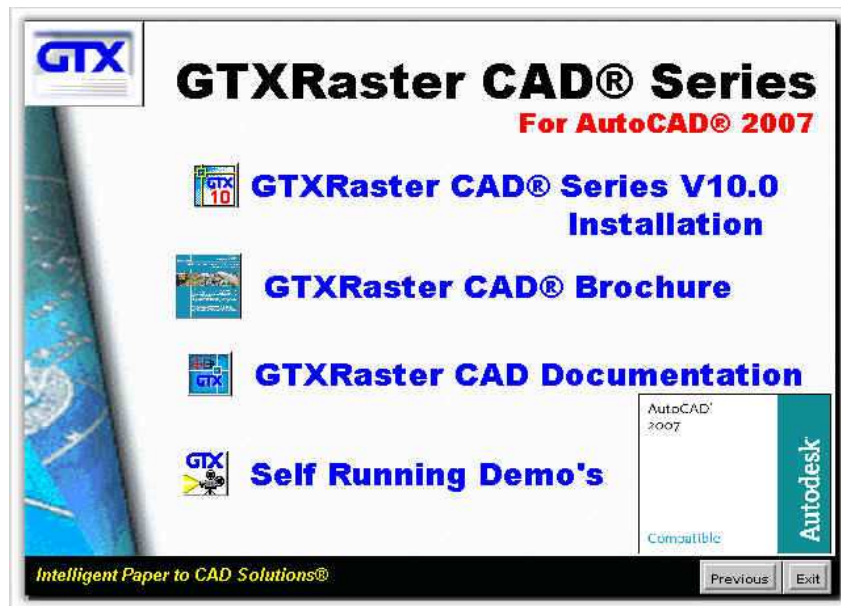 GTX
GTXRaster CAD® Series
For AutoCAD® 2007
GTX
10
GTXRaster CAD® Series V10.0
Installation
GTXRaster CAD® Brochure
GTX
GTXRaster CAD Documentation
AutoCAD'
2007
Autodesk
Compatible
GTX
Self Running Demo's
Intelligent Paper to CAD Solutions®
Previous
Exit